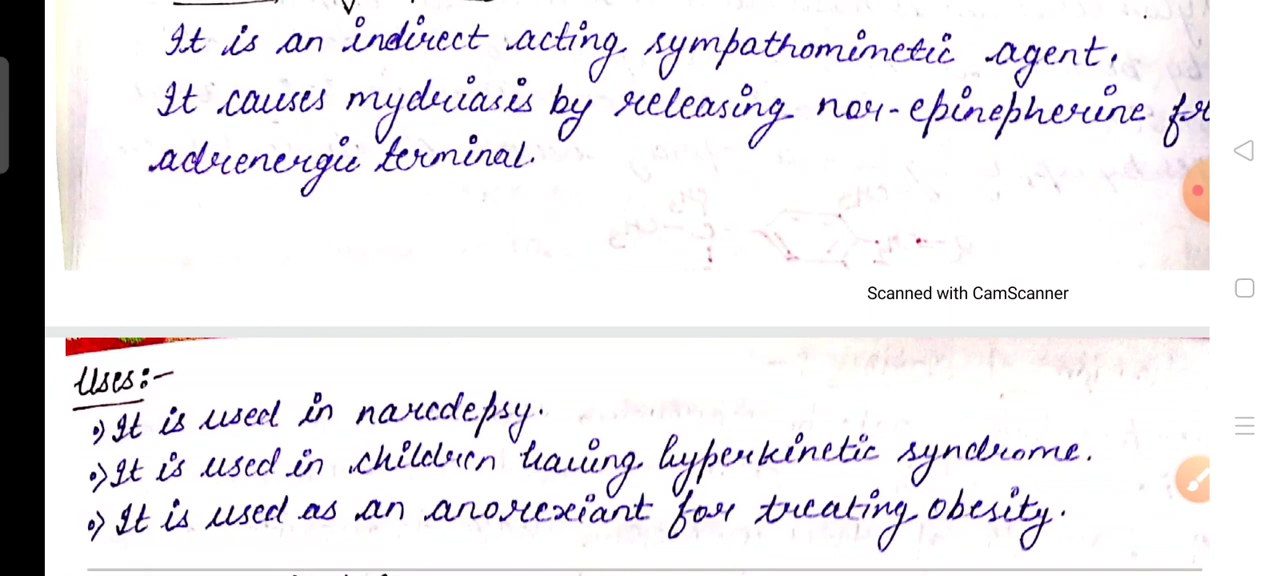 It is an indirect acting sympathomimetic agent.
It causes mydriasis by releasing nor-epinepherine
adrenergic terminal.
Scanned with CamScanner
Uses:-
It is used in narcdepsy.
It is used in children having hyperkinetic syndrome.
It is used as an anorexiant for treating obesity.